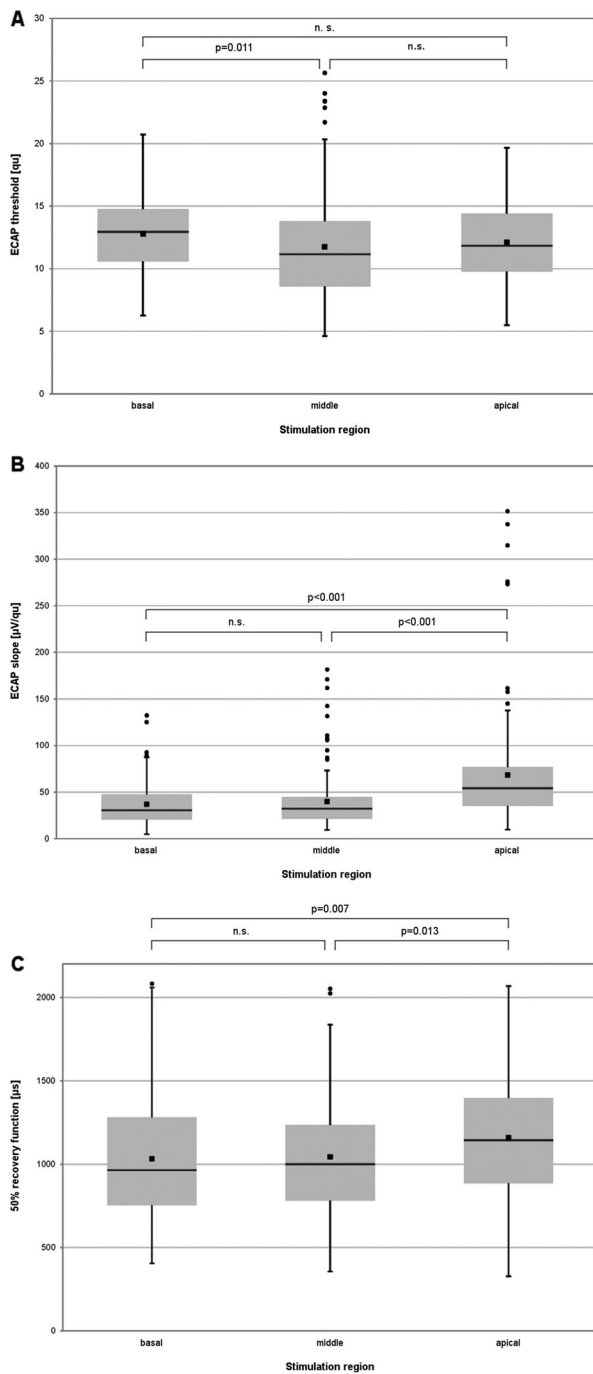 A
30
n. s.
p=0.011
n.s.
25
20
15
10
5
0
ECAP threshold [qu]
basal
middle
apical
Stimulation region
B
400
350
300
250
p<0.001
n.s.
p<0.001
200
150
100
50
0
ECAP slope [µV/qu]
basal
middle
apical
Stimulation region
p=0.007
n.s.
p=0.013
C
2000
1500
1000
500
0
50% recovery function [µs]
basal
middle
apical
Stimulation region